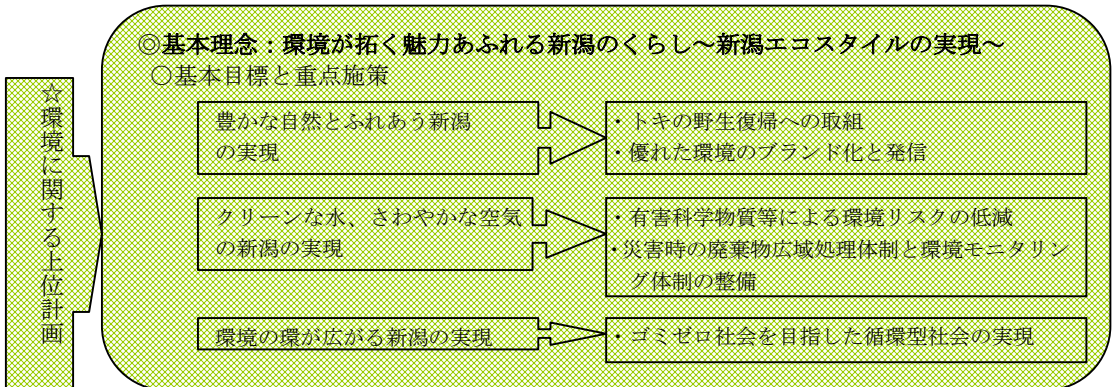 ◎基本理念：環境が拓く魅力あふれる新潟のくらし～新潟エコスタイルの実現～
○基本目標と重点施策
☆環境に関する上位計画
豊かな自然とふれあう新潟
の実現
・トキの野生復帰への取組
・優れた環境のブランド化と発信
クリーンな水、さわやかな空気
の新潟の実現
・有害科学物質等による環境リスクの低減
・災害時の廃棄物広域処理体制と環境モニタリン
グ体制の整備
環境の環が広がる新潟の実現
・ゴミゼロ社会を目指した循環型社会の実現